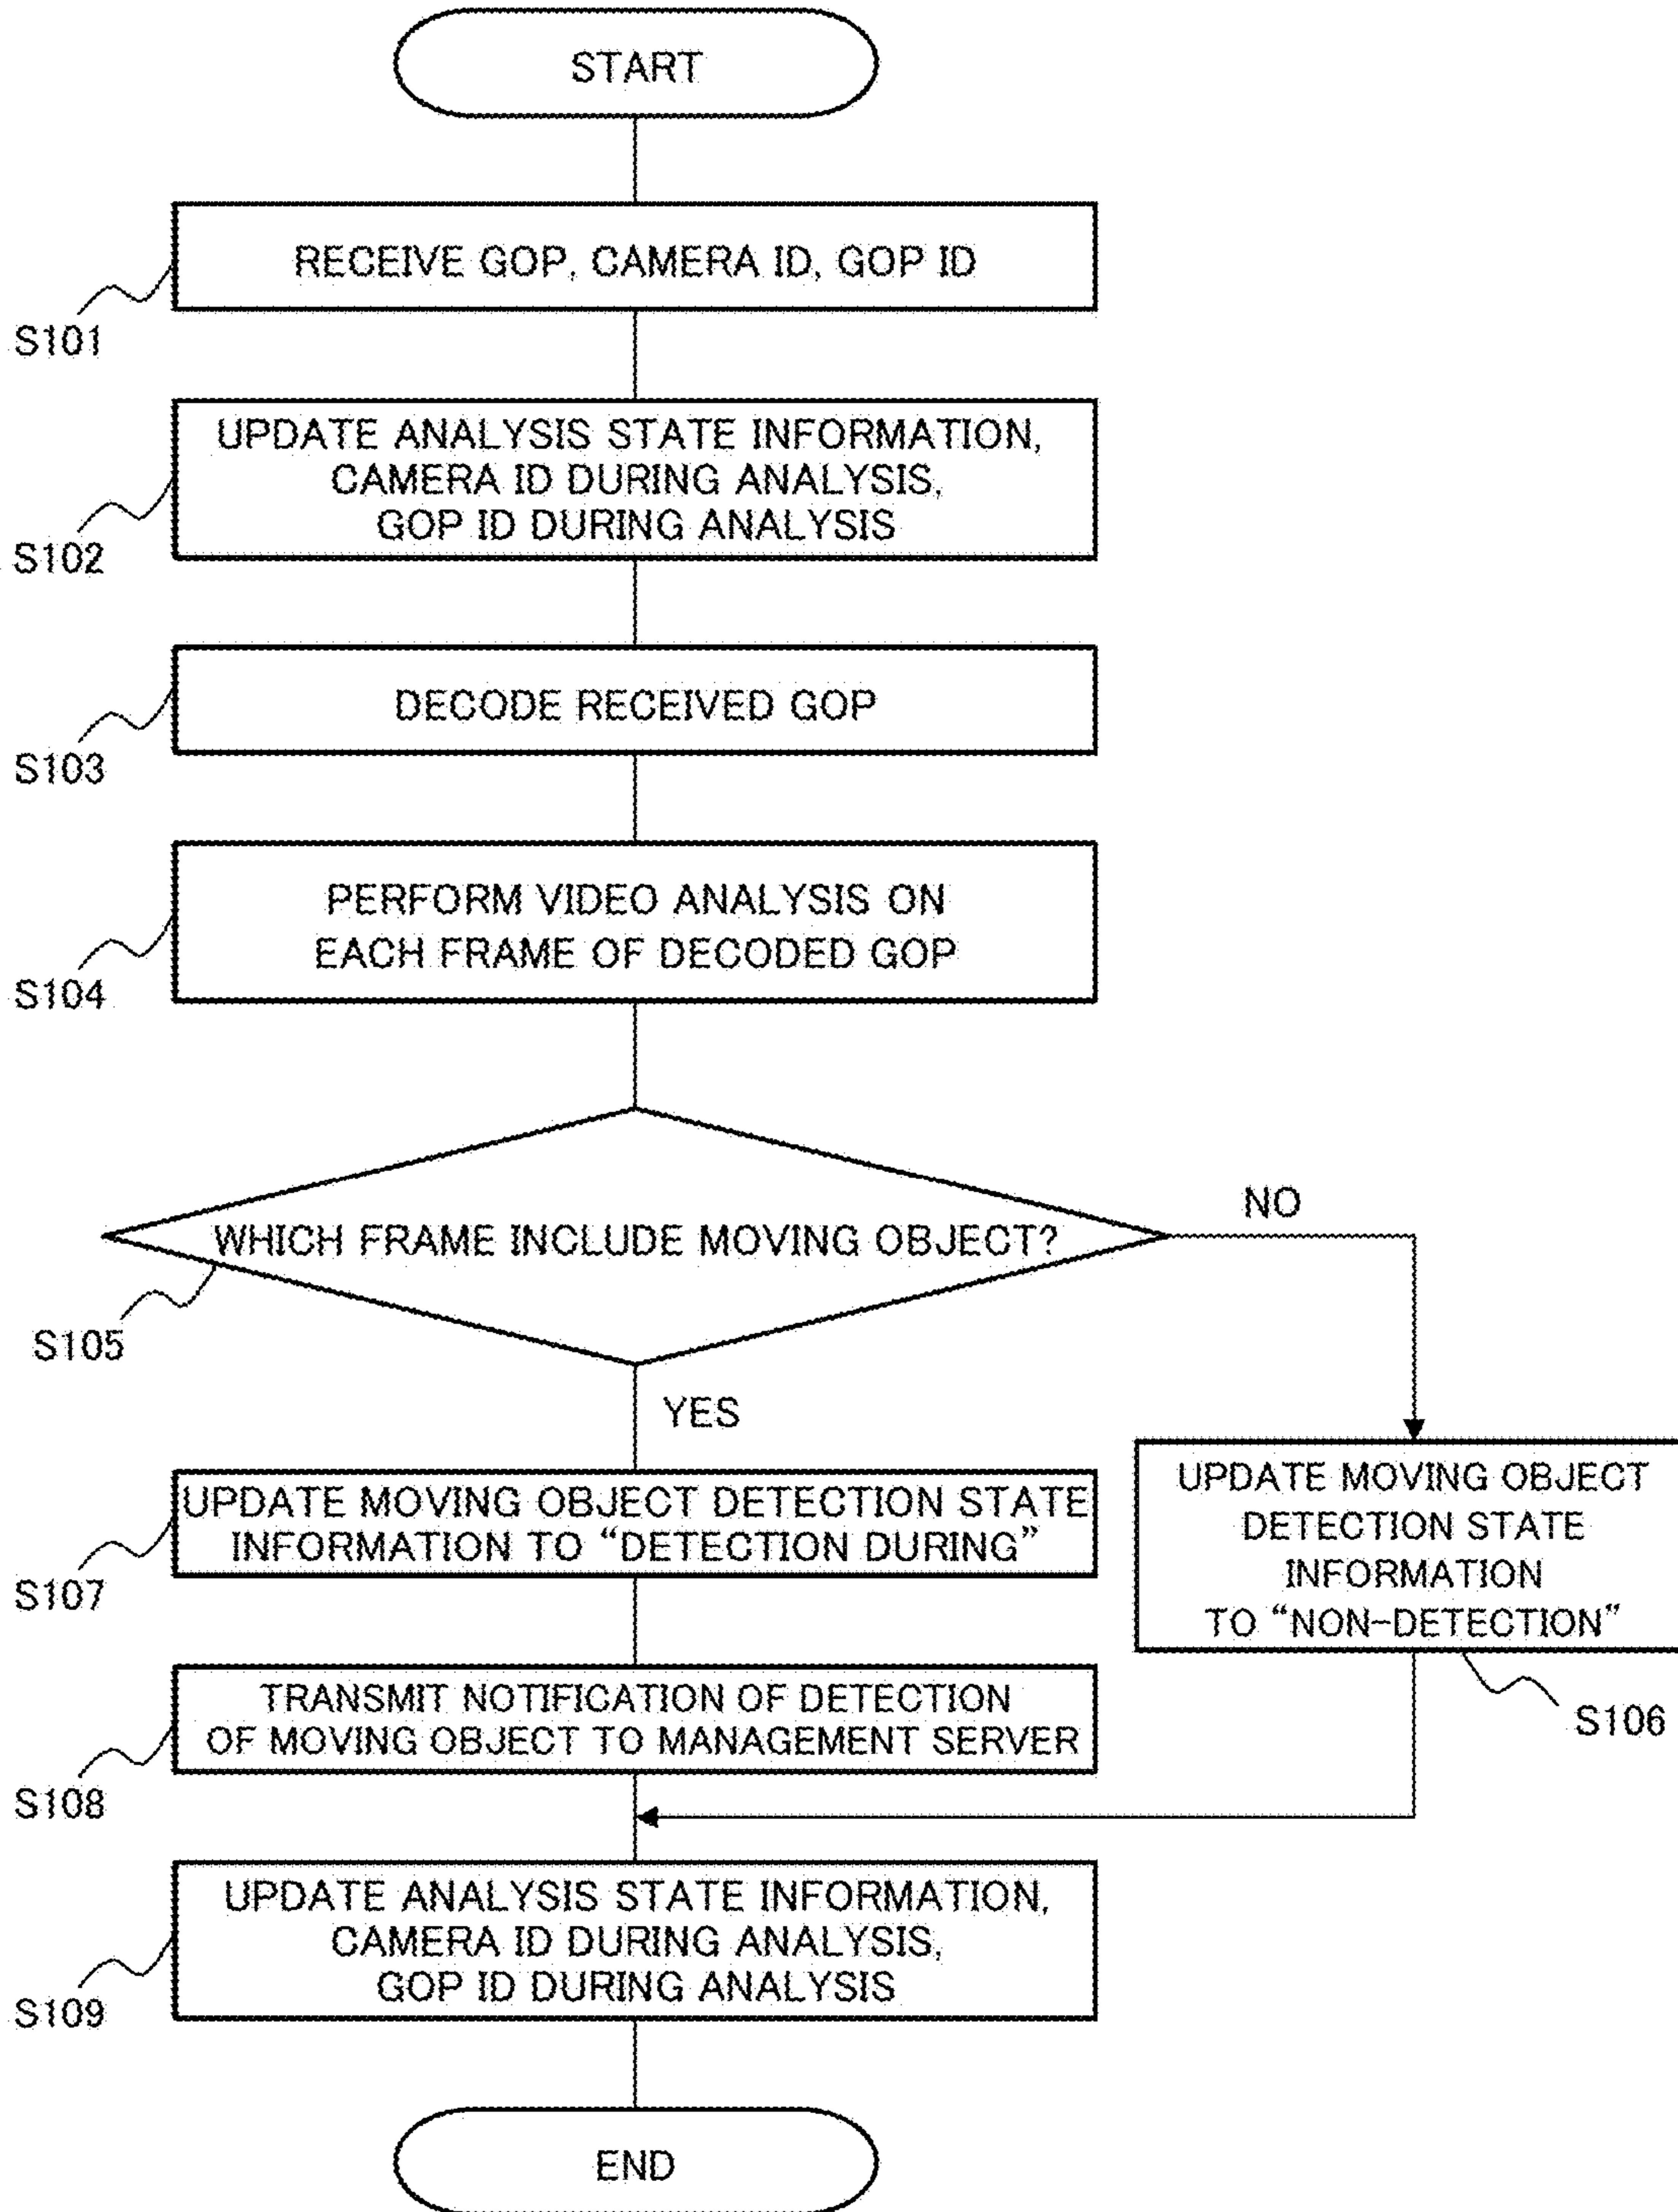 START
RECEIVE GOP, CAMERA ID, GOP ID
S101
UPDATE ANALYSIS STATE INFORMATION,
CAMERA ID DURING ANALYSIS,
GOP ID DURING ANALYSIS
S102
DECODE RECEIVED GOP
S103
PERFORM VIDEO ANALYSIS ON
EACH FRAME OF DECODED GOP
S104
WHICH FRAME INCLUDE MOVING OBJECT?
NO
S105
YES
UPDATE MOVING OBJECT DETECTION STATE
INFORMATION TO “DETECTION DURING”
S107
UPDATE MOVING OBJECT
DETECTION STATE
INFORMATION
TO “NON-DETECTION”
S106
TRANSMIT NOTIFICATION OF DETECTION
OF MOVING OBJECT TO MANAGEMENT SERVER
S108
UPDATE ANALYSIS STATE INFORMATION,
CAMERA ID DURING ANALYSIS,
GOP ID DURING ANALYSIS
S109
END